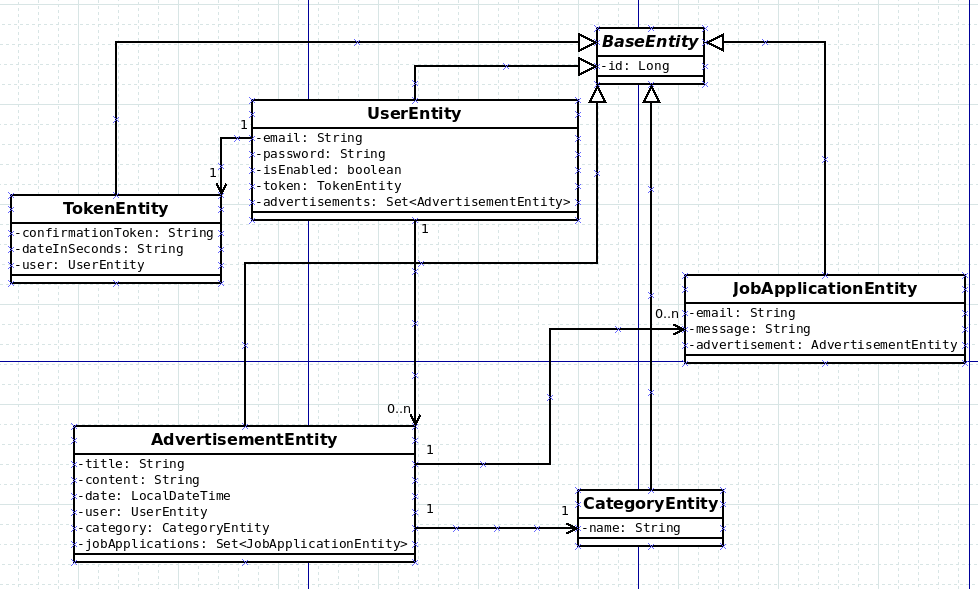 BaseEntity
-id: Long
UserEntity
-email: String
-password: String
-isEnabled: boolean
-token: TokenEntity
-advertisements: Set<AdvertisementEntity>
1
1
1
TokenEntity
-confirmationToken: String
-dateInSeconds: String
-user: UserEntity
JobApplicationEntity
-email: String
-message: String
-advertisement: AdvertisementEntity
0..n
0..n
AdvertisementEntity
-title: String
-content: String
-date: LocalDateTime
-user: UserEntity
-category: CategoryEntity
-jobApplications: Set<JobApplicationEntity>
1
1
1
CategoryEntity
-name: String